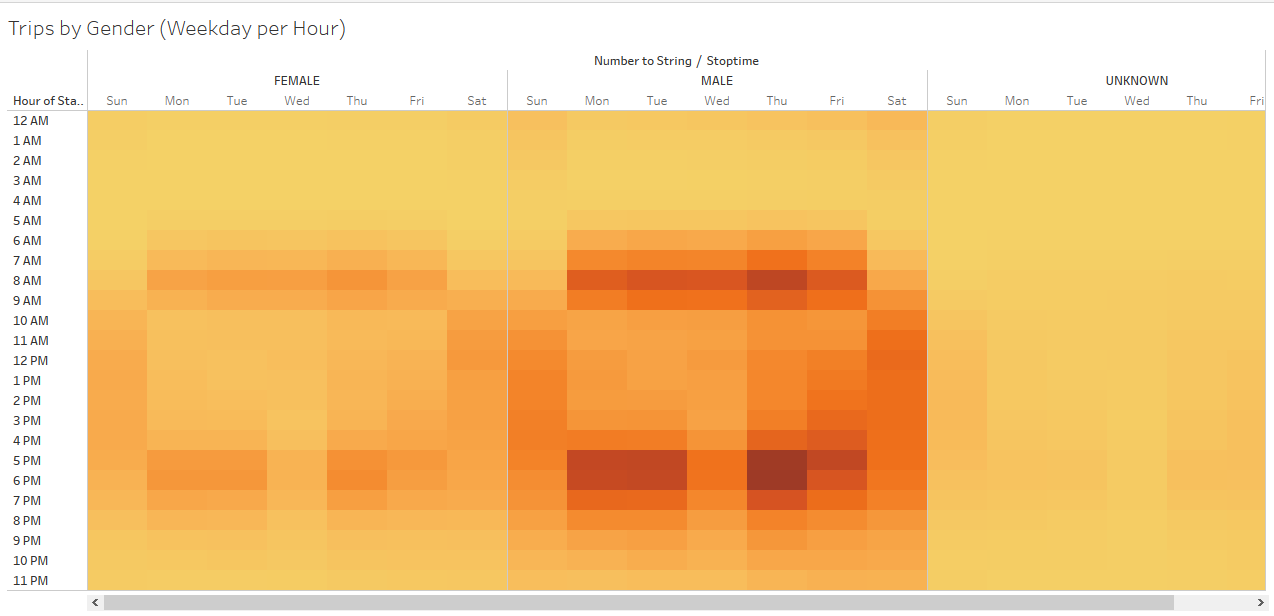 Trips by Gender (Weekday per Hour)
Number to String / Stoptime
FEMALE MALE UNKNOWN
Hour of Sta.. Sun Mon Tue Wed Thu Fri Sat Sun Mon Tue Wed Thu Fri Sat Sun Mon Tue Wed Thu Fri
12 AM
1 AM
2 AM
3 AM
4 AM
5 AM
6 AM
7 AM
8 AM
9 AM
10 AM
11 AM
12 PM
1 PM
2 PM
3 PM
4 PM
5 PM
6 PM
7 PM
8 PM
9 PM
10 PM
11 PM